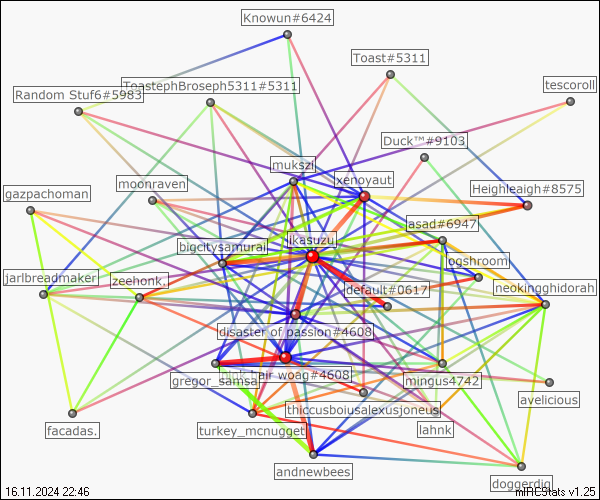 Knowun#6424
Toast#5311
tescoroll
ToastephBroseph5311#5311
Random Stuf6#5983
Duck™#9103
mukszi
xenoyaut
moonraven
gazpachoman
Heighleaigh#8575
asad#6947
ikasuzu
bigcitysamurai
ogshroom
jarlbreadmaker
zeehonk.
default#0617
neokingghidorah
disaster of passion#4608
pink hair woag#4608
gregor_samsa
mingus4742
avelicious
thiccusboiusalexusjoneus
facadas.
turkey_mcnugget
lahnk
andnewbees
doggerdig
16.11.2024 22:46
mIRCStats v1.25